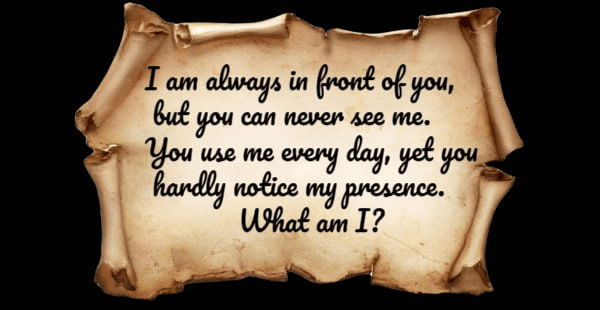 I am always in front of you,
but you can never see me.
You use me every day, yet you
hardly notice my presence.
What am I?